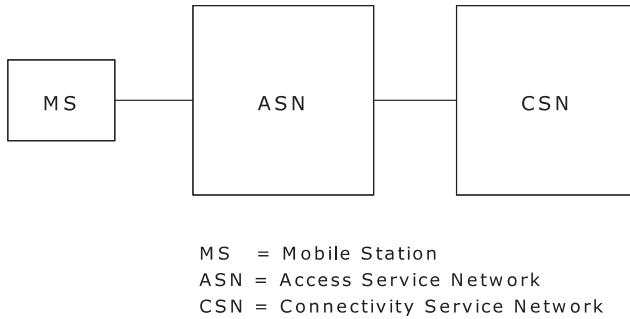 MS
ASN
CSN
MS = Mobile Station
ASN = Access Service Network
CSN = Connectivity Service Network